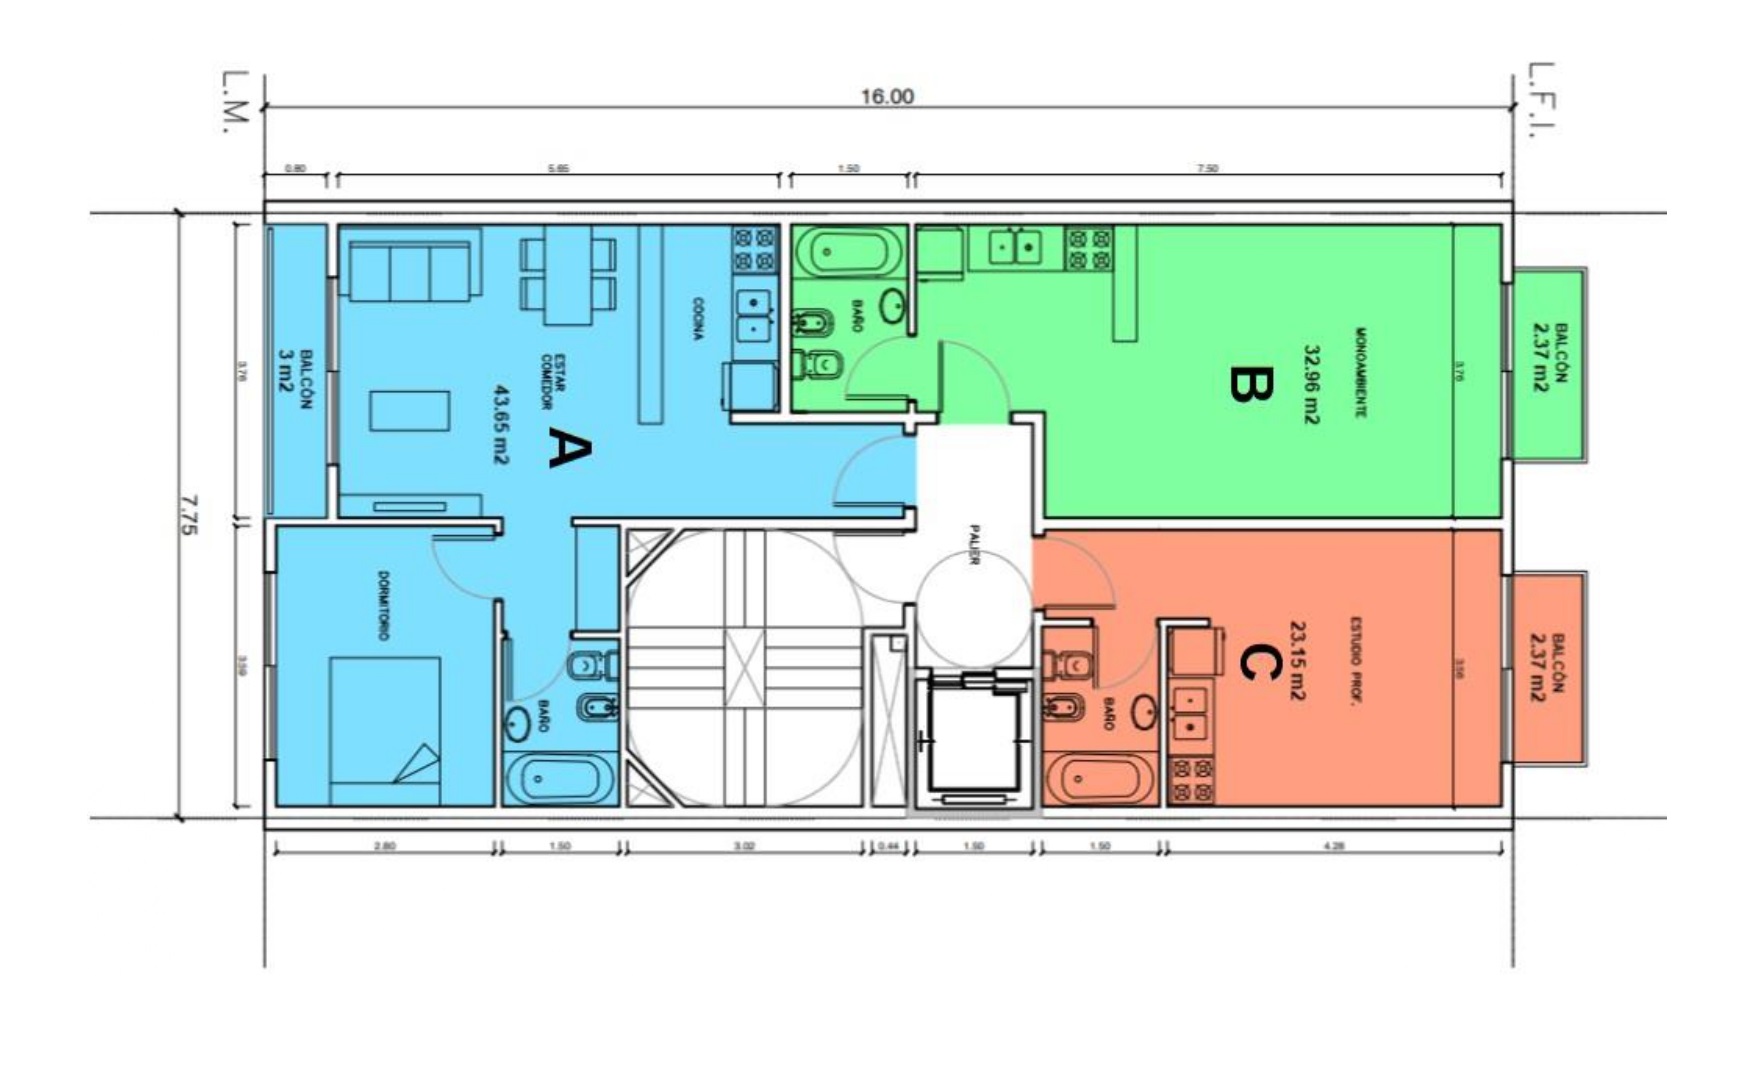 L.M.
16.00
L.F.I.
0.80
5.65
1.50
7.50
BALCÓN
3 m2
3.76
ESTAR
COMEDOR
43.65 m2
A
COCINA
BAÑO
B
MONOAMBIENTE
32.96 m2
3.76
BALCÓN
2.37 m2
7.75
DORMITORIO
3.59
BAÑO
PALIER
BAÑO
C
ESTUDIO PROF.
23.15 m2
BALCÓN
2.37 m2
2.80
1.50
3.02
0.44
1.50
1.50
4.28